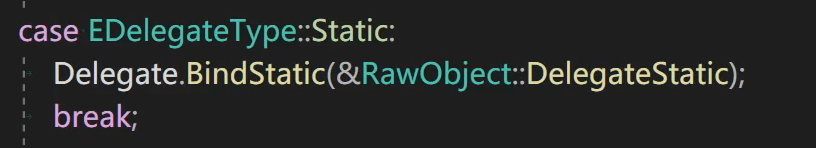 case EDelegateType::Static:
Delegate.BindStatic(&RawObject::DelegateStatic);
break;